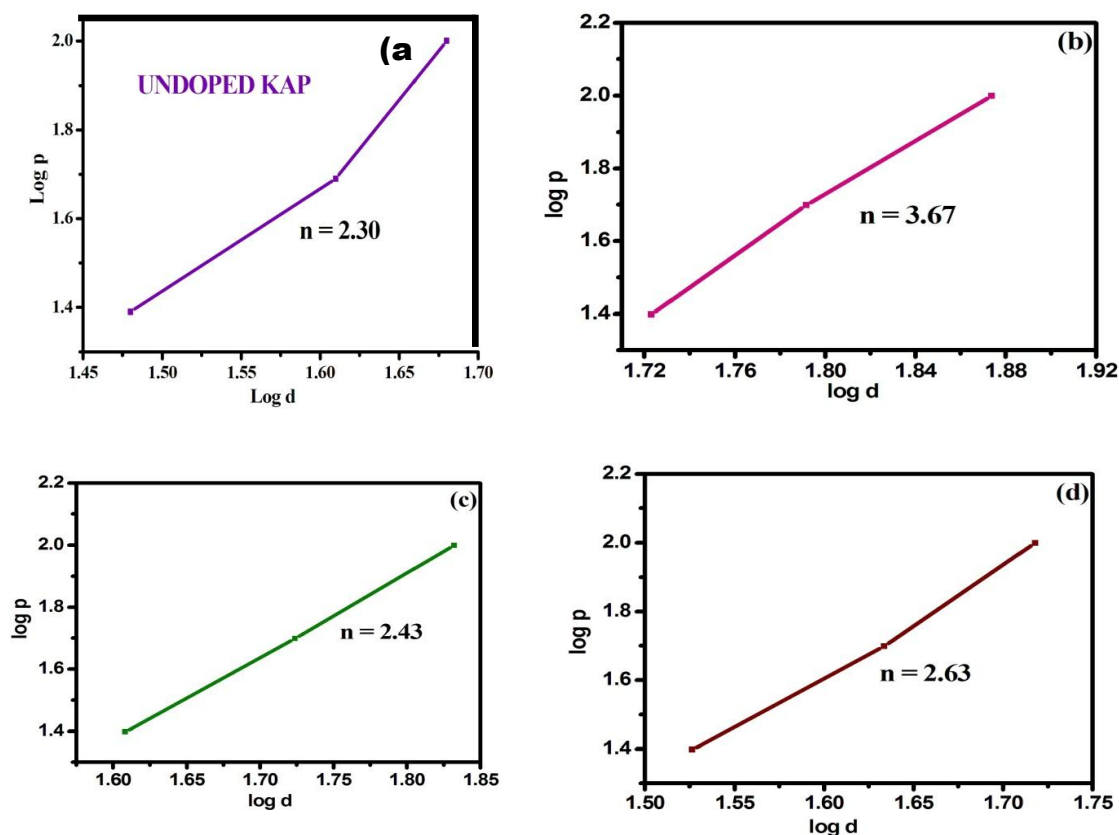 (a
UNDOPED KAP
n = 2.30
Log p
2.0
1.8
1.6
1.4
1.45 1.50 1.55 1.60 1.65 1.70
Log d
(b)
n = 3.67
log p
2.2
2.0
1.8
1.6
1.4
1.72 1.76 1.80 1.84 1.88 1.92
log d
(c)
n = 2.43
log p
2.2
2.0
1.8
1.6
1.4
1.60 1.65 1.70 1.75 1.80 1.85
log d
(d)
n = 2.63
log p
2.2
2.0
1.8
1.6
1.4
1.50 1.55 1.60 1.65 1.70 1.75
log d